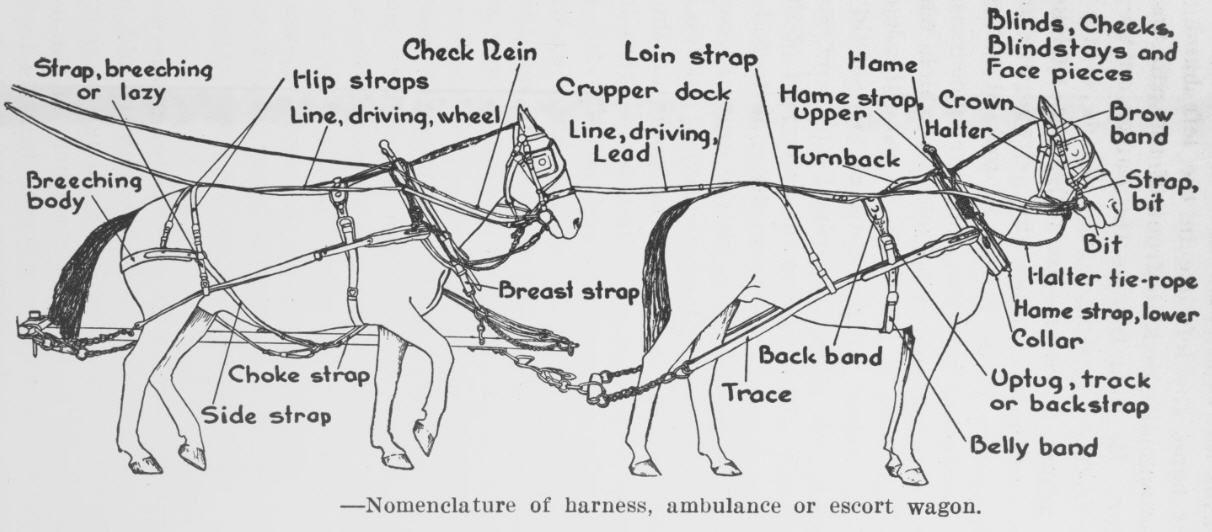 Blinds, Cheeks,
Blindstays and
Face pieces
Check Rein
Loin strap
Hame
Strap, breeching
or lazy
Hip straps
Crupper dock
Hame strap,
upper
Crown
Brow
band
Line, driving, wheel
Line, driving,
Lead
Halter
Turnback
Breeching
body
Strap,
bit
Bit
Halter tie-rope
Breast strap
Hame strap, lower
Collar
Back band
Choke strap
Trace
Uptug, track
or backstrap
Side strap
Belly band
—Nomenclature of harness, ambulance or escort wagon.